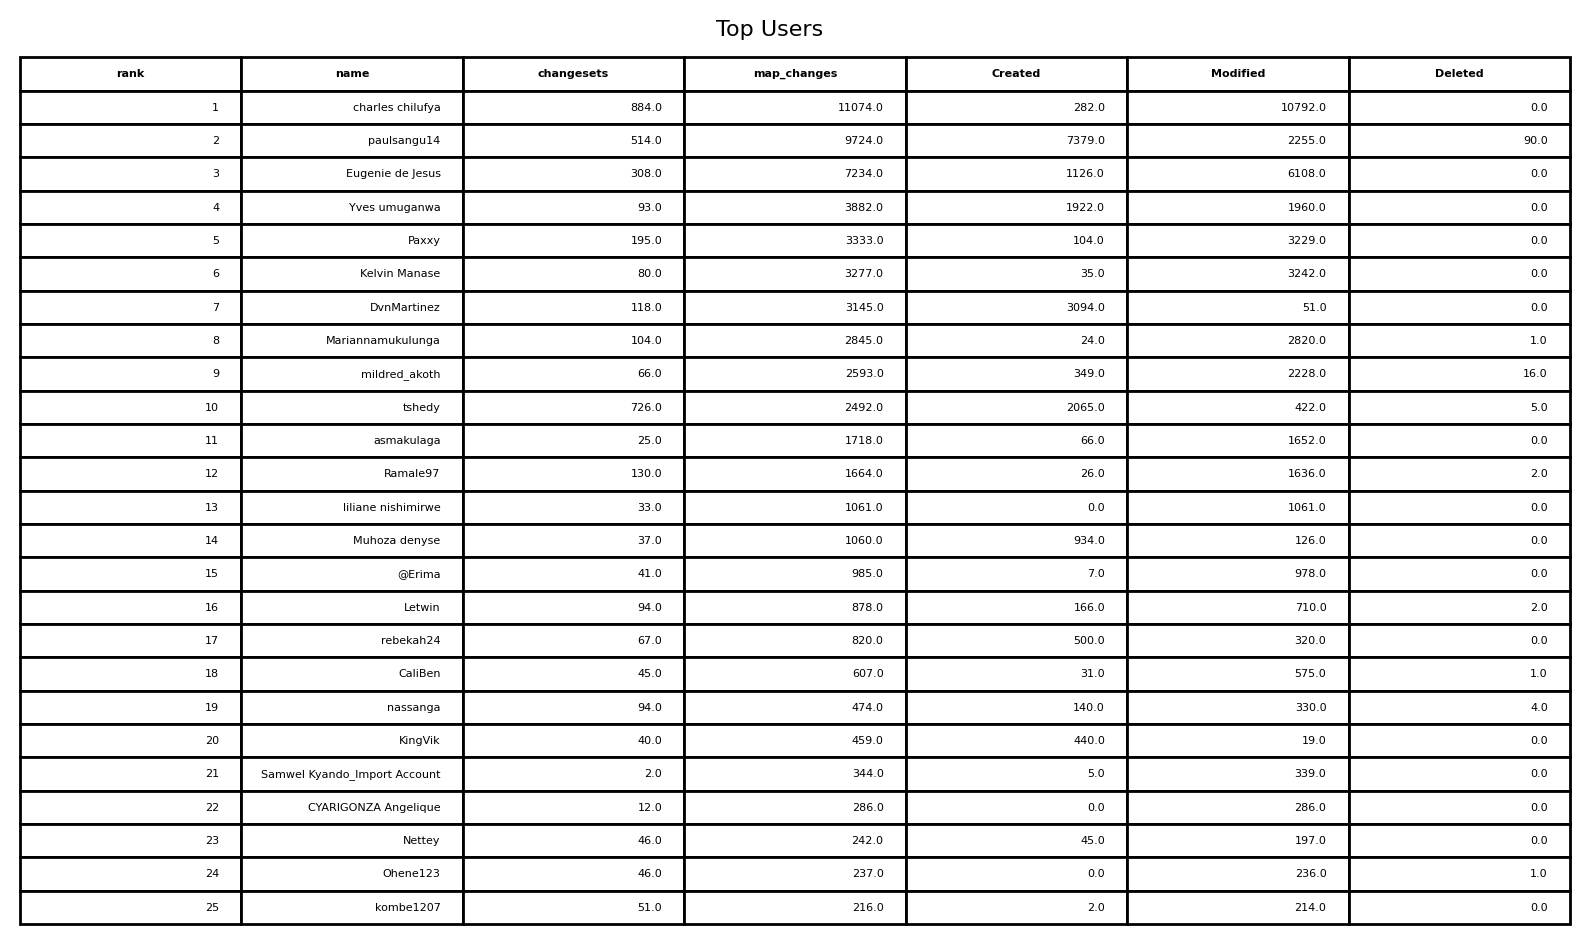 Top Users
rank name changesets map_changes Created Modified Deleted
1 charles chilufya 884.0 11074.0 282.0 10792.0 0.0
2 paulsangu14 514.0 9724.0 7379.0 2255.0 90.0
3 Eugenie de Jesus 308.0 7234.0 1126.0 6108.0 0.0
4 Yves umuganwa 93.0 3882.0 1922.0 1960.0 0.0
5 Paxxy 195.0 3333.0 104.0 3229.0 0.0
6 Kelvin Manase 80.0 3277.0 35.0 3242.0 0.0
7 DvnMartinez 118.0 3145.0 3094.0 51.0 0.0
8 Mariannamukulunga 104.0 2845.0 24.0 2820.0 1.0
9 mildred_akoth 66.0 2593.0 349.0 2228.0 16.0
10 tshedy 726.0 2492.0 2065.0 422.0 5.0
11 asmakulaga 25.0 1718.0 66.0 1652.0 0.0
12 Ramale97 130.0 1664.0 26.0 1636.0 2.0
13 liliane nishimirwe 33.0 1061.0 0.0 1061.0 0.0
14 Muhoza denyse 37.0 1060.0 934.0 126.0 0.0
15 @Erima 41.0 985.0 7.0 978.0 0.0
16 Letwin 94.0 878.0 166.0 710.0 2.0
17 rebekah24 67.0 820.0 500.0 320.0 0.0
18 CaliBen 45.0 607.0 31.0 575.0 1.0
19 nassanga 94.0 474.0 140.0 330.0 4.0
20 KingVik 40.0 459.0 440.0 19.0 0.0
21 Samwel Kyando_Import Account 2.0 344.0 5.0 339.0 0.0
22 CYARIGONZA Angelique 12.0 286.0 0.0 286.0 0.0
23 Nettey 46.0 242.0 45.0 197.0 0.0
24 Ohene123 46.0 237.0 0.0 236.0 1.0
25 kombe1207 51.0 216.0 2.0 214.0 0.0